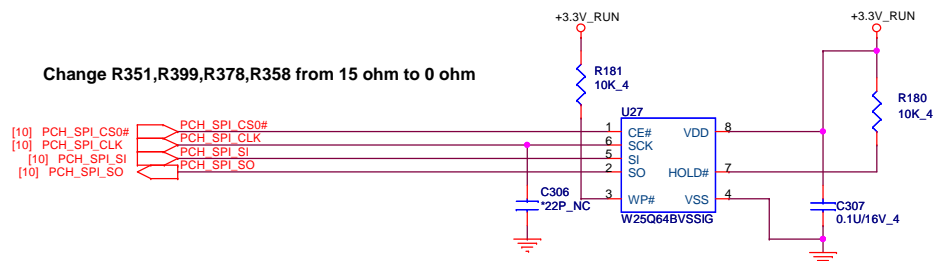 +3.3V_RUN
+3.3V_RUN
Change R351,R399,R378,R358 from 15 ohm to 0 ohm
R181
10K_4
R180
10K_4
U27
[10] PCH_SPI_CS0# PCH_SPI_CS0# 1 CE# VDD 8
[10] PCH_SPI_CLK PCH_SPI_CLK 6 SCK
[10] PCH_SPI_SI PCH_SPI_SI 5 SI
[10] PCH_SPI_SO PCH_SPI_SO 2 SO HOLD# 7
C306
*22P_NC
3 WP# VSS 4
W25Q64BVSSIG
C307
0.1U/16V_4